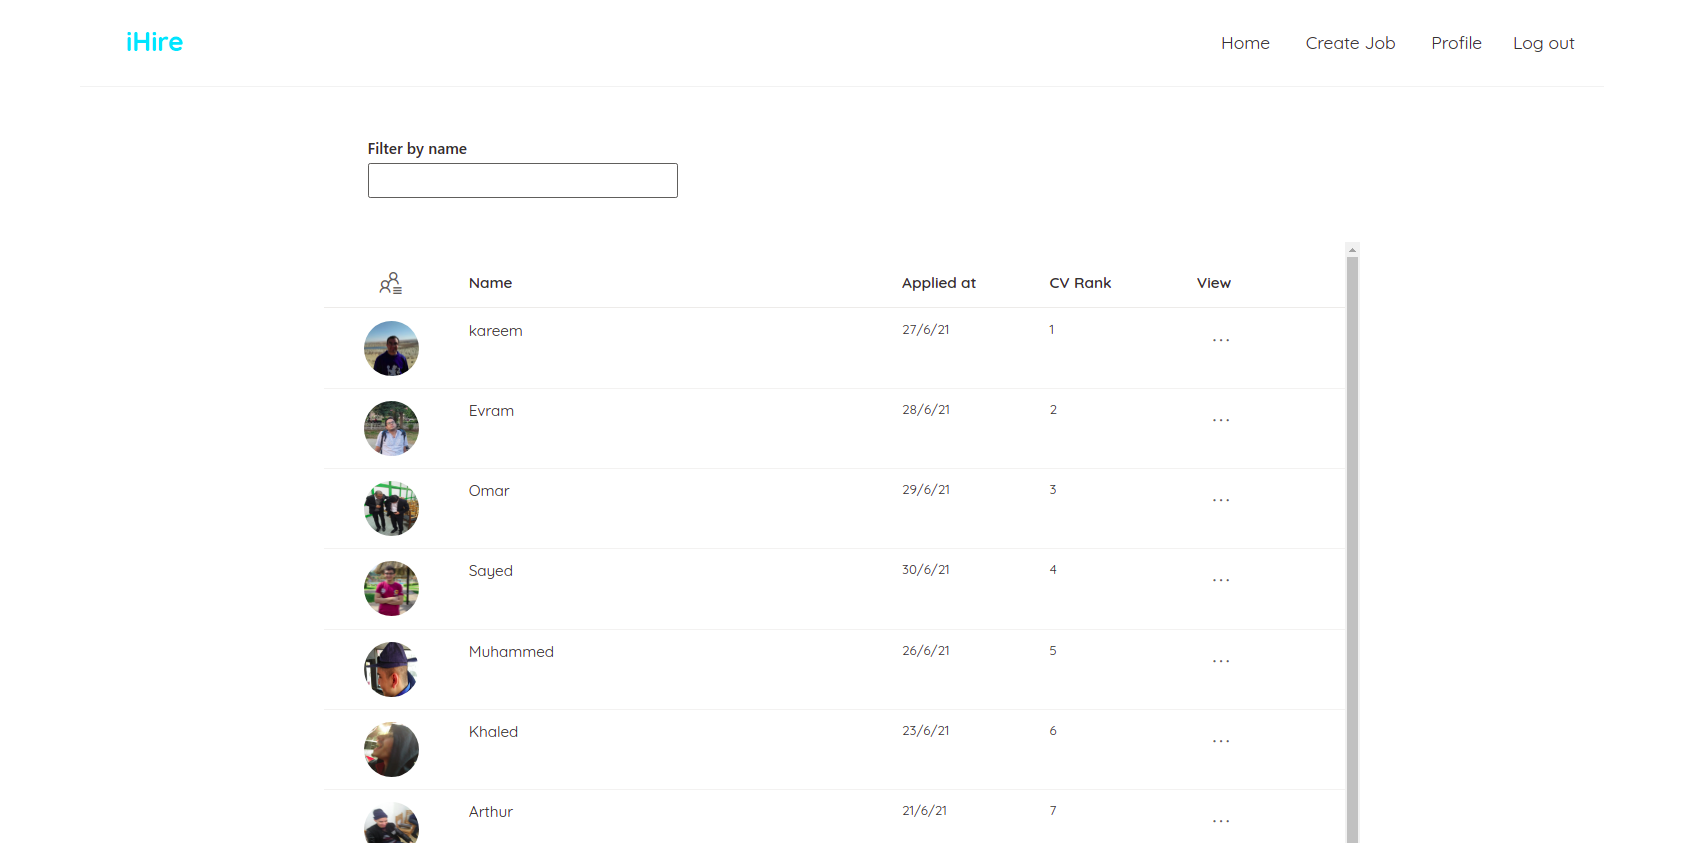 iHire Home Create Job Profile Log out
Filter by name
Name Applied at CV Rank View
kareem 27/6/21 1 ...
Evram 28/6/21 2 ...
Omar 29/6/21 3 ...
Sayed 30/6/21 4 ...
Muhammed 26/6/21 5 ...
Khaled 23/6/21 6 ...
Arthur 21/6/21 7 ...